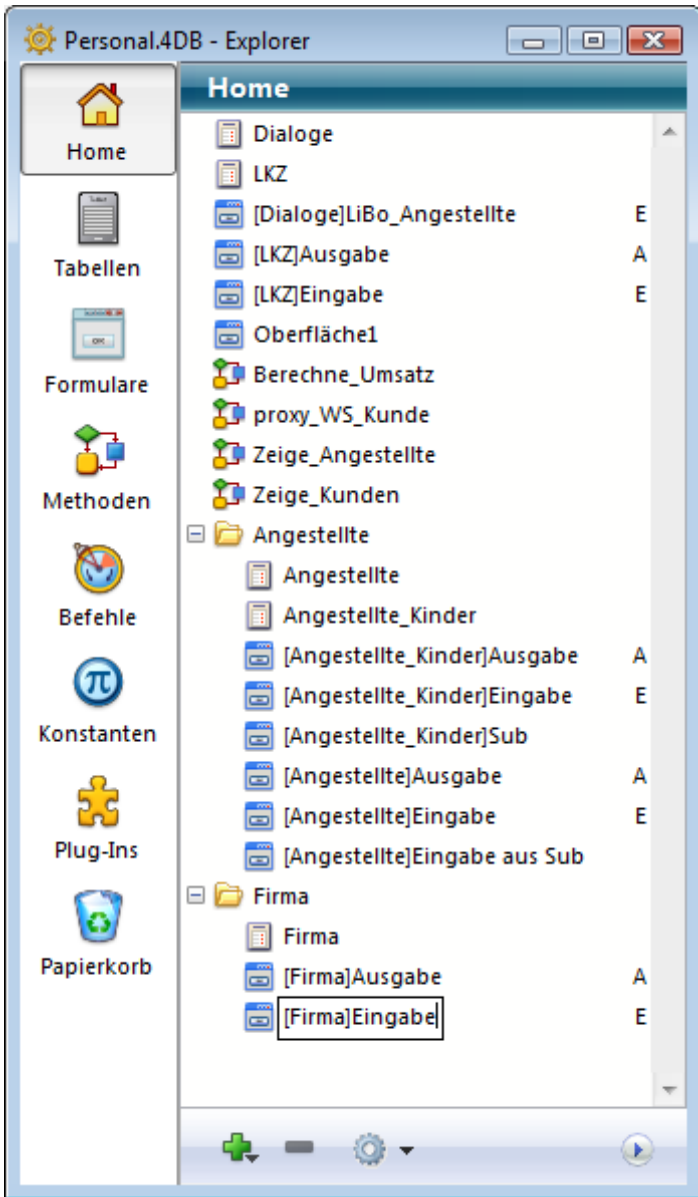 Personal.4DB - Explorer
Home
Home
Tabellen
Formulare
Methoden
Befehle
Konstanten
Plug-Ins
Papierkorb
Dialoge
LKZ
[Dialoge]LiBo_Angestellte E
[LKZ]Ausgabe A
[LKZ]Eingabe E
Oberfläche1
Berechne_Umsatz
proxy_WS_Kunde
Zeige_Angestellte
Zeige_Kunden
Angestellte
Angestellte
Angestellte_Kinder
[Angestellte_Kinder]Ausgabe A
[Angestellte_Kinder]Eingabe E
[Angestellte_Kinder]Sub
[Angestellte]Ausgabe A
[Angestellte]Eingabe E
[Angestellte]Eingabe aus Sub
Firma
Firma
[Firma]Ausgabe A
[Firma]Eingabe E